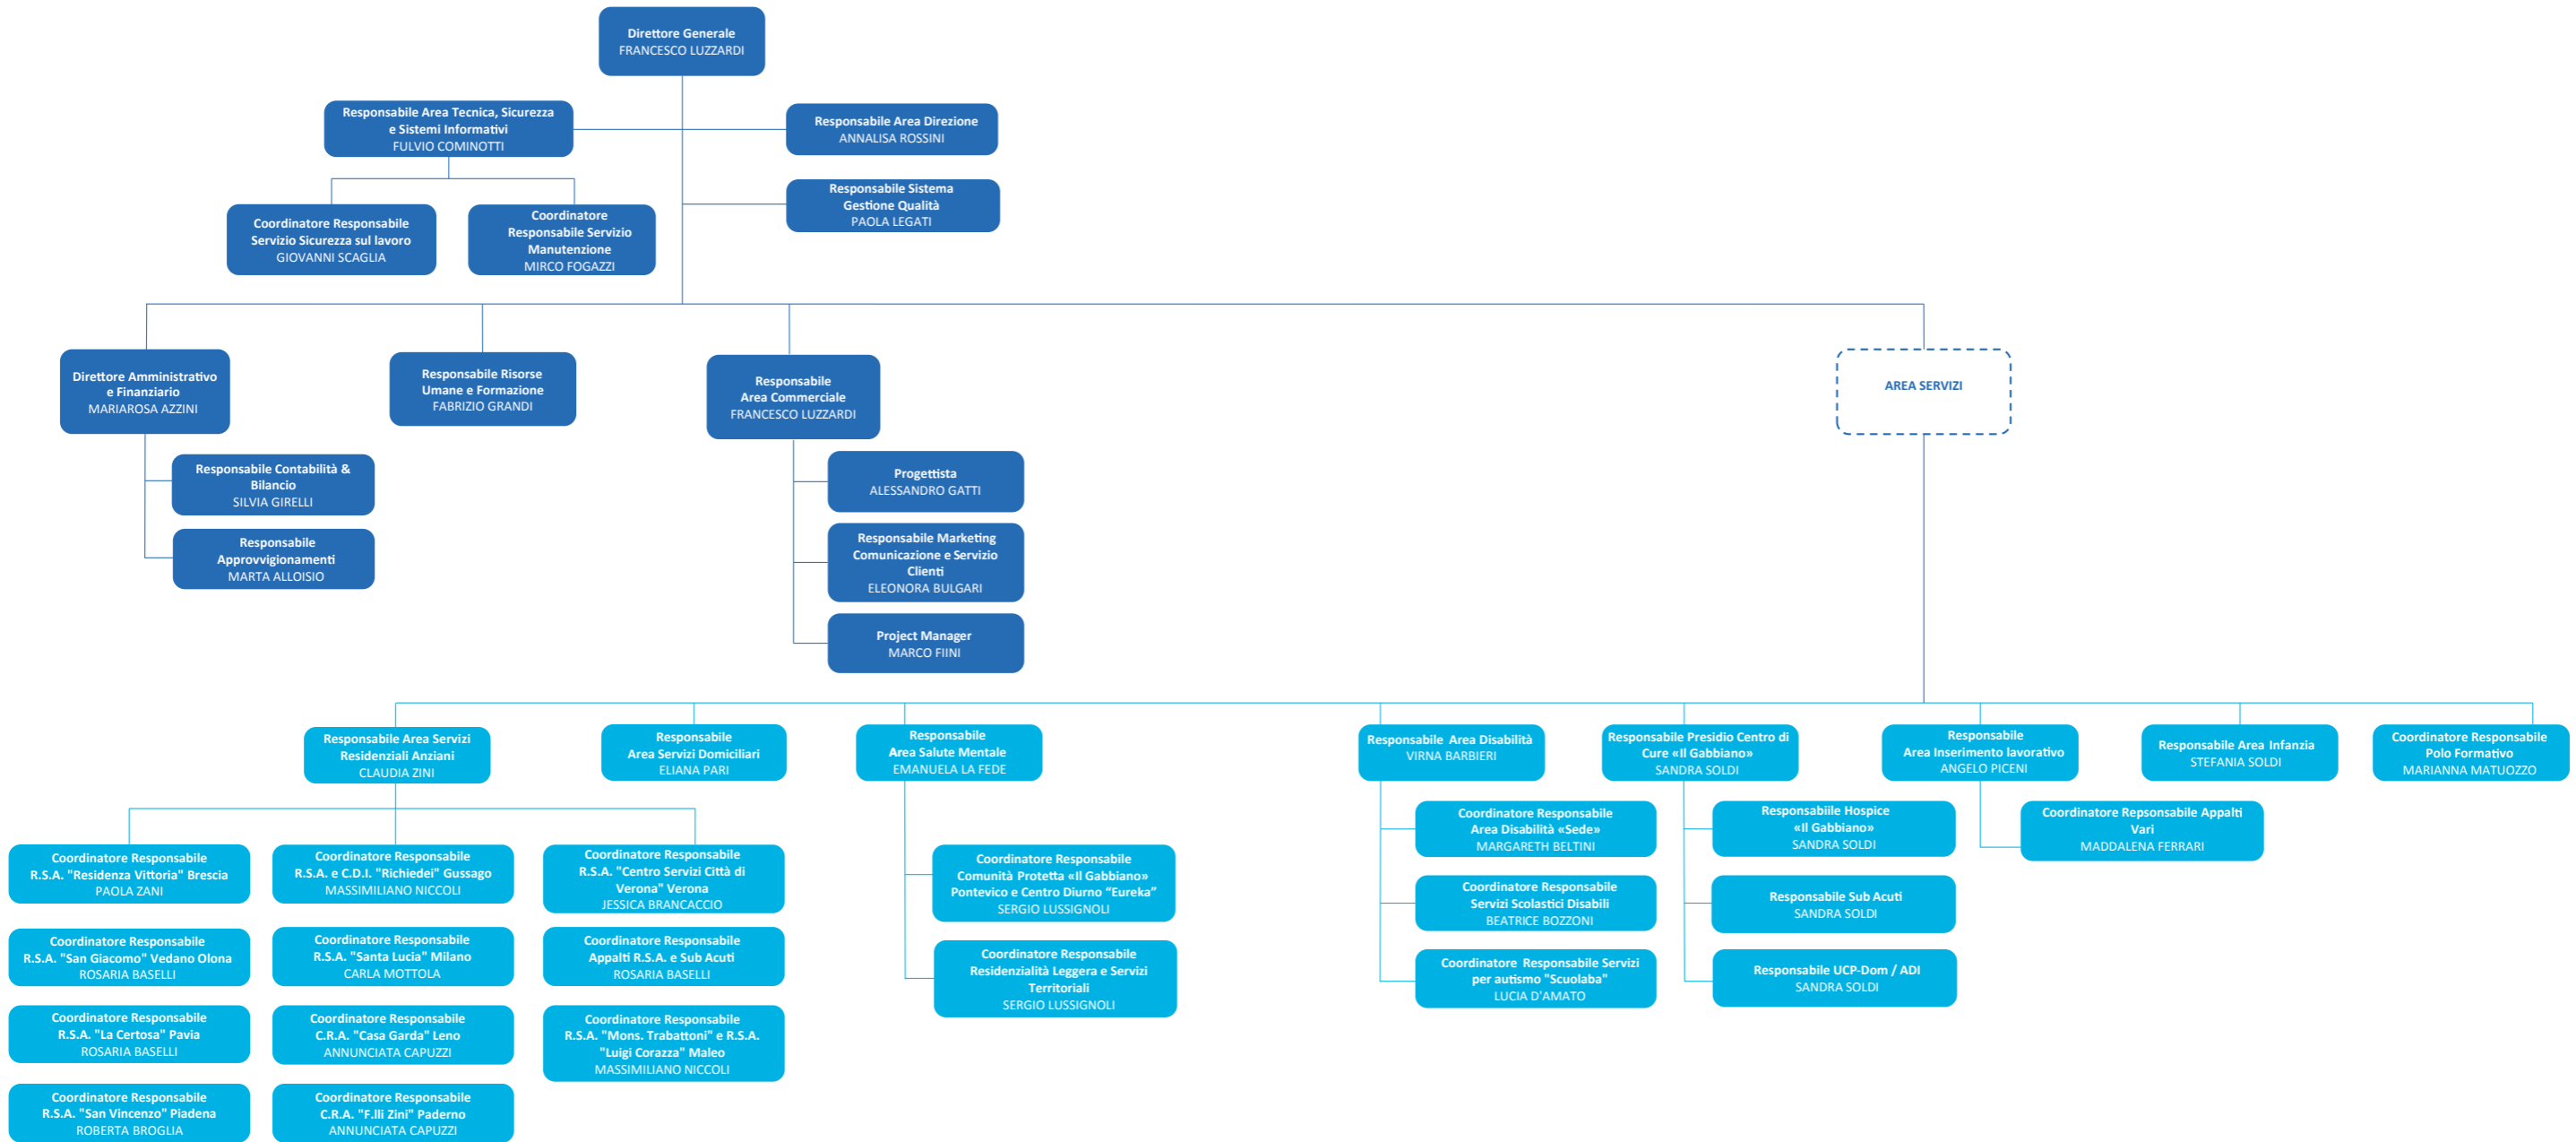 Direttore Generale
FRANCESCO LUZZARDI
Responsabile Area Tecnica, Sicurezza
e Sistemi Informativi
FULVIO COMINOTTI
Responsabile Area Direzione
ANNALISA ROSSINI
Responsabile Sistema
Gestione Qualità
PAOLA LEGATI
Coordinatore Responsabile
Servizio Sicurezza sul lavoro
GIOVANNI SCAGLIA
Coordinatore
Responsabile Servizio
Manutenzione
MIRCO FOGAZZI
Direttore Amministrativo
e Finanziario
MARIAROSA AZZINI
Responsabile Risorse
Umane e Formazione
FABRIZIO GRANDI
Responsabile
Area Commerciale
FRANCESCO LUZZARDI
AREA SERVIZI
Responsabile Contabilità &
Bilancio
SILVIA GIRELLI
Responsabile
Approvvigionamenti
MARTA ALLOISIO
Progettista
ALESSANDRO GATTI
Responsabile Marketing
Comunicazione e Servizio
Clienti
ELEONORA BULGARI
Project Manager
MARCO FIINI
Responsabile Area Servizi
Residenziali Anziani
CLAUDIA ZINI
Responsabile
Area Servizi Domiciliari
ELIANA PARI
Responsabile
Area Salute Mentale
EMANUELA LA FEDE
Responsabile Area Disabilità
VIRNA BARBIERI
Responsabile Presidio Centro di
Cure «Il Gabbiano»
SANDRA SOLDI
Responsabile
Area Inserimento lavorativo
ANGELO PICENI
Responsabile Area Infanzia
STEFANIA SOLDI
Coordinatore Responsabile
Polo Formativo
MARIANNA MATUOZZO
Coordinatore Responsabile
R.S.A. "Residenza Vittoria" Brescia
PAOLA ZANI
Coordinatore Responsabile
R.S.A. "San Giacomo" Vedano Olona
ROSARIA BASELLI
Coordinatore Responsabile
R.S.A. "La Certosa" Pavia
ROSARIA BASELLI
Coordinatore Responsabile
R.S.A. "San Vincenzo" Piadena
ROBERTA BROGLIA
Coordinatore Responsabile
R.S.A. e C.D.I. "Richiedei" Gussago
MASSIMILIANO NICCOLI
Coordinatore Responsabile
R.S.A. "Santa Lucia" Milano
CARLA MOTTOLA
Coordinatore Responsabile
C.R.A. "Casa Garda" Leno
ANNUNCIATA CAPUZZI
Coordinatore Responsabile
C.R.A. "F.lli Zini" Paderno
ANNUNCIATA CAPUZZI
Coordinatore Responsabile
R.S.A. "Centro Servizi Città di
Verona" Verona
JESSICA BRANCACCIO
Coordinatore Responsabile
Appalti R.S.A. e Sub Acuti
ROSARIA BASELLI
Coordinatore Responsabile
R.S.A. "Mons. Trabattoni" e R.S.A.
"Luigi Corazza" Maleo
MASSIMILIANO NICCOLI
Coordinatore Responsabile
Comunità Protetta «Il Gabbiano»
Pontevico e Centro Diurno “Eureka”
SERGIO LUSSIGNOLI
Coordinatore Responsabile
Residenzialità Leggera e Servizi
Territoriali
SERGIO LUSSIGNOLI
Coordinatore Responsabile
Area Disabilità «Sede»
MARGARETH BELTINI
Coordinatore Responsabile
Servizi Scolastici Disabili
BEATRICE BOZZONI
Coordinatore Responsabile Servizi
per autismo "Scuolaba"
LUCIA D'AMATO
Responsabiile Hospice
«Il Gabbiano»
SANDRA SOLDI
Responsabile Sub Acuti
SANDRA SOLDI
Responsabile UCP-Dom / ADI
SANDRA SOLDI
Coordinatore Repsonsabile Appalti
Vari
MADDALENA FERRARI